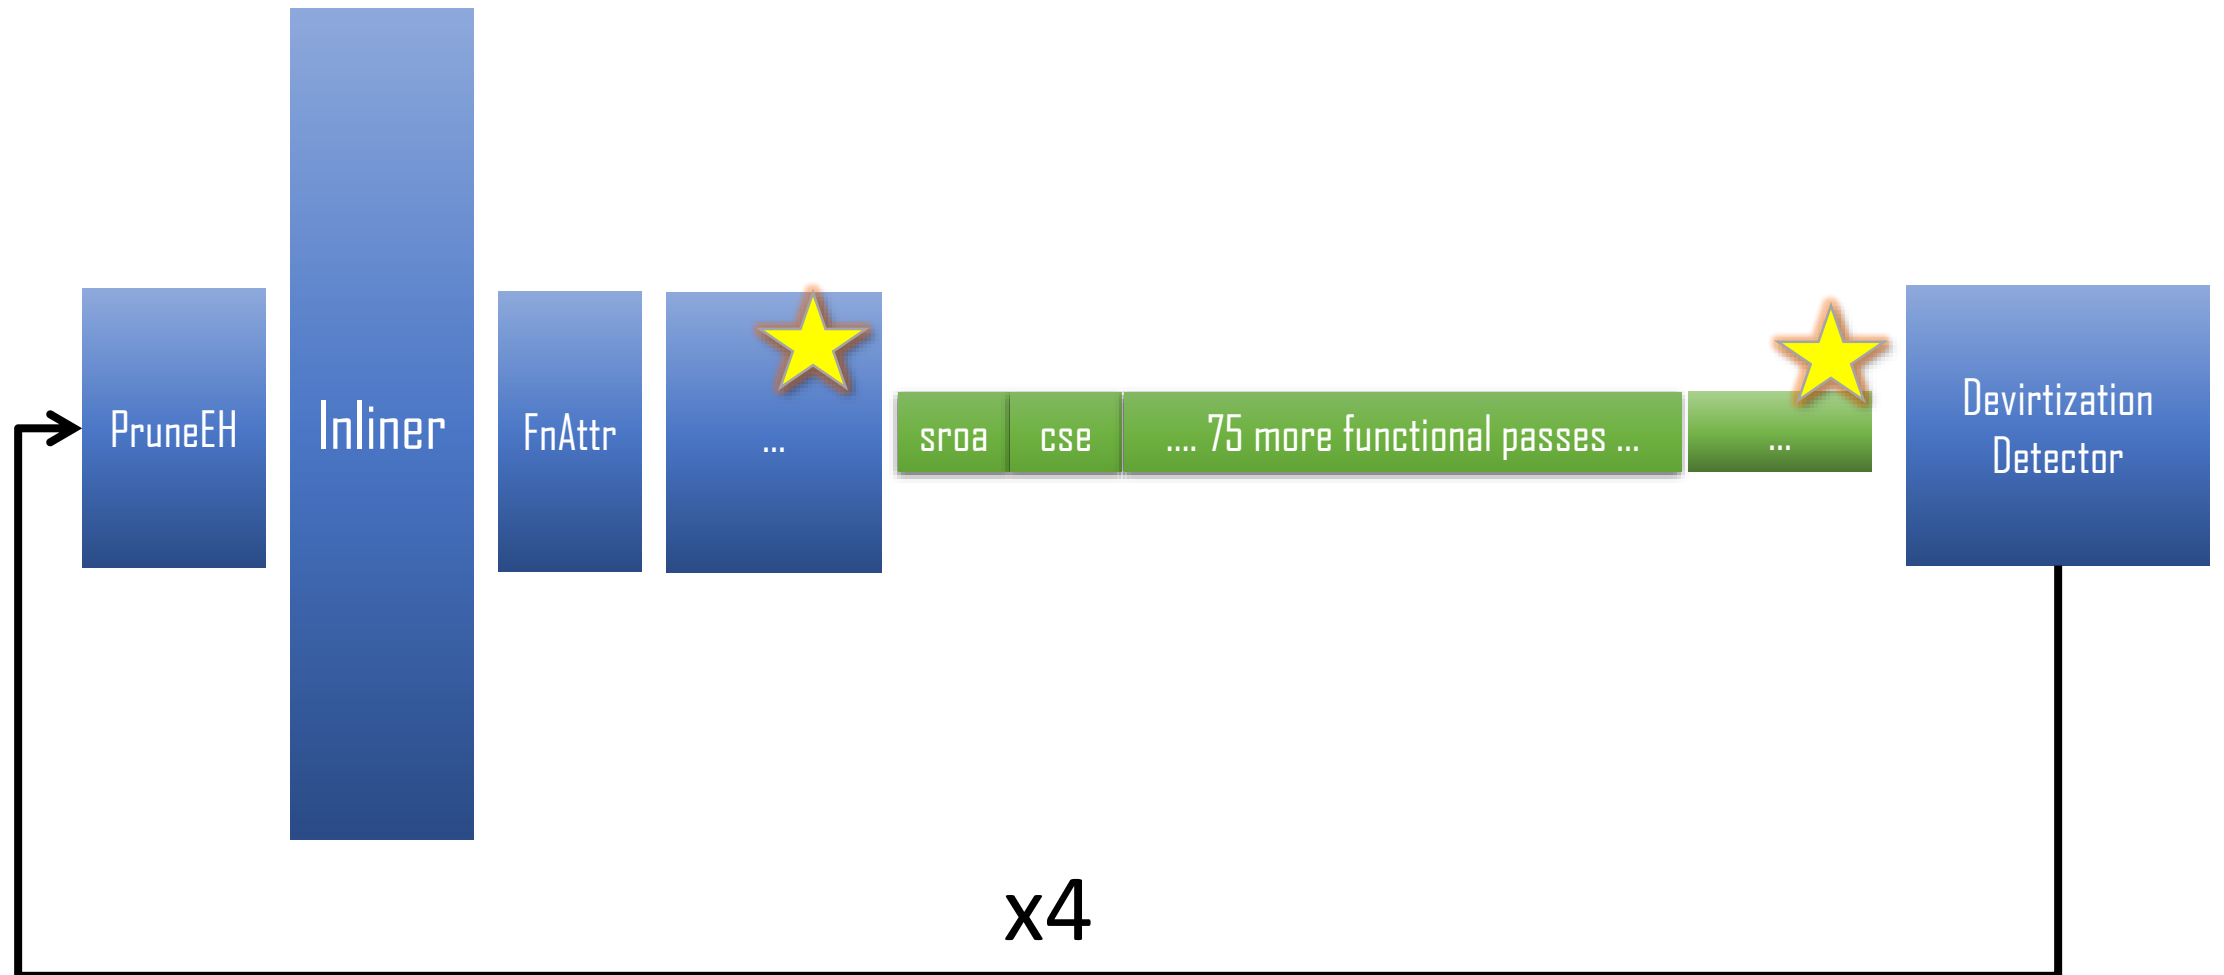 PruneEH
Inliner
FnAttr
...
sroa
cse
.... 75 more functional passes ...
...
Devirtization
Detector
x4